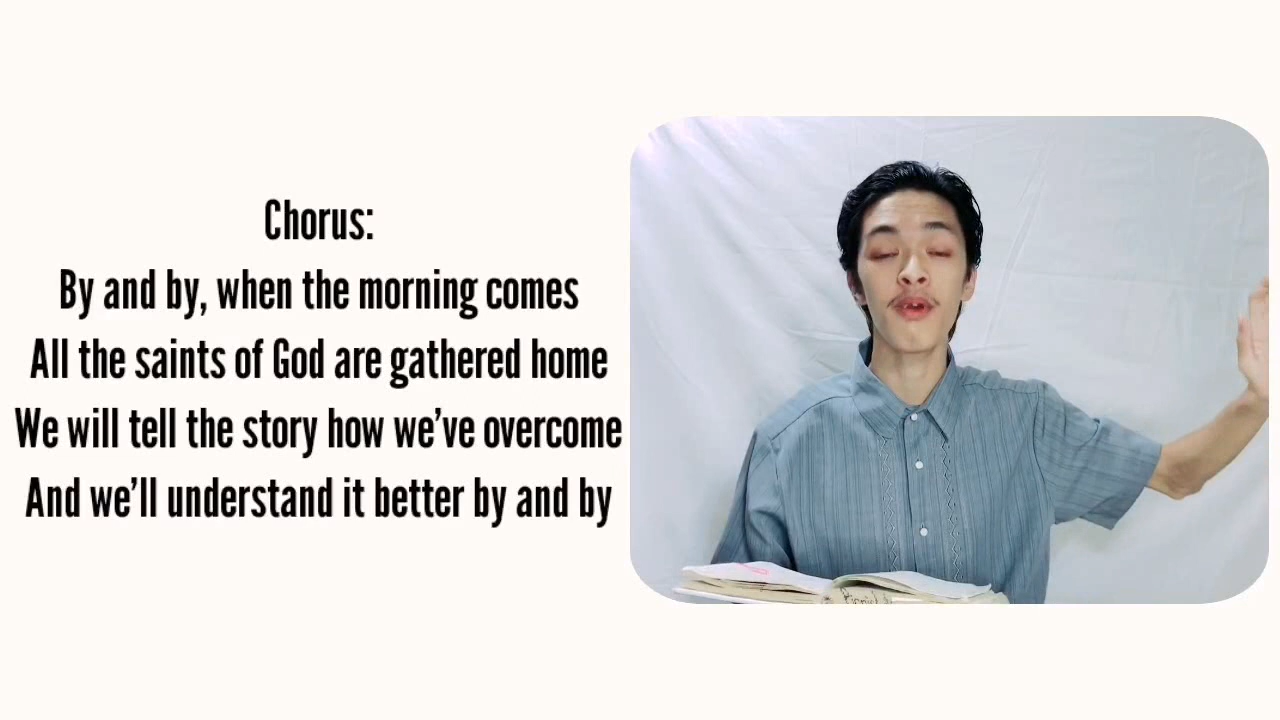 Chorus:
By and by, when the morning comes
All the saints of God are gathered home
We will tell the story how we’ve overcome
And we’ll understand it better by and by